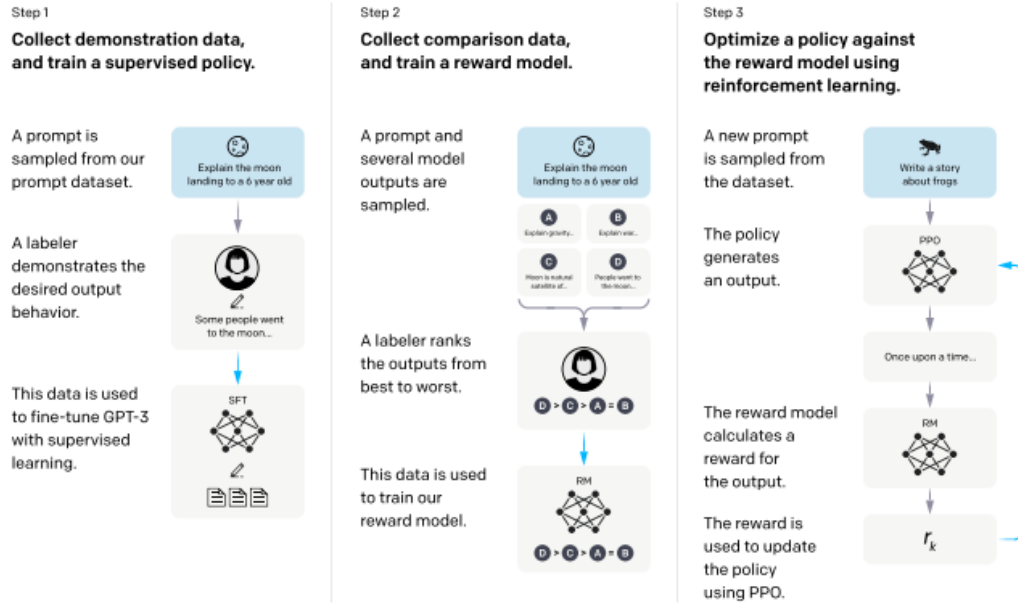 Step 1
Collect demonstration data,
and train a supervised policy.
A prompt is
sampled from our
prompt dataset.
Explain the moon
landing to a 6 year old
A labeler
demonstrates the
desired output
behavior.
Some people went
to the moon...
This data is used
to fine-tune GPT-3
with supervised
learning.
SFT
Step 2
Collect comparison data,
and train a reward model.
A prompt and
several model
outputs are
sampled.
Explain the moon
landing to a 6 year old
A
Explain gravity...
B
Explain war...
C
Moon is natural
satellite of...
D
People went to
the moon...
A labeler ranks
the outputs from
best to worst.
D > C > A = B
This data is used
to train our
reward model.
RM
D > C > A = B
Step 3
Optimize a policy against
the reward model using
reinforcement learning.
A new prompt
is sampled from
the dataset.
Write a story
about frogs
The policy
generates
an output.
PPO
Once upon a time...
The reward model
calculates a
reward for
the output.
RM
The reward is
used to update
the policy
using PPO.
rₖ